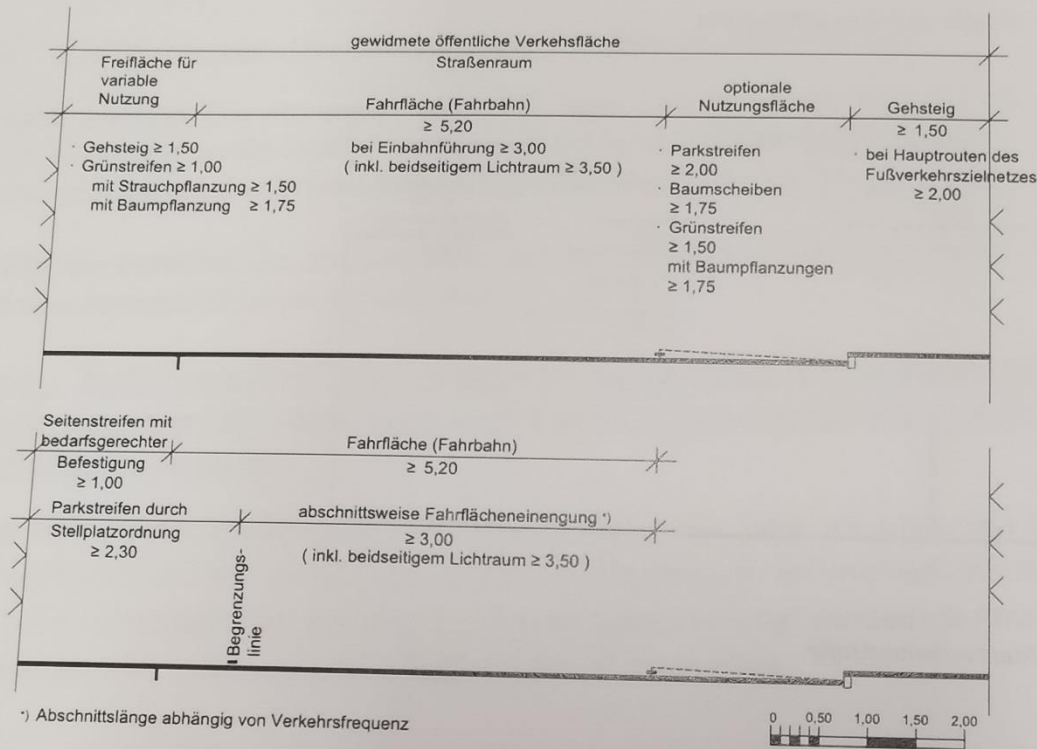 gewidmete öffentliche Verkehsfläche
Straßenraum
Freifläche für
variable
Nutzung
Fahrfläche (Fahrbahn)
≥ 5,20
bei Einbahnführung ≥ 3,00
( inkl. beidseitigem Lichtraum ≥ 3,50 )
optionale
Nutzungsfläche
Gehsteig
≥ 1,50
· Gehsteig ≥ 1,50
· Grünstreifen ≥ 1,00
mit Strauchpflanzung ≥ 1,50
mit Baumpflanzung ≥ 1,75
· Parkstreifen
≥ 2,00
· Baumscheiben
≥ 1,75
· Grünstreifen
≥ 1,50
mit Baumpflanzungen
≥ 1,75
· bei Hauptrouten des
Fußverkehrszielnetzes
≥ 2,00
Seitenstreifen mit
bedarfsgerechter
Befestigung
≥ 1,00
Fahrfläche (Fahrbahn)
≥ 5,20
Parkstreifen durch
Stellplatzordnung
≥ 2,30
abschnittsweise Fahrflächeneinengung *)
≥ 3,00
( inkl. beidseitigem Lichtraum ≥ 3,50 )
Begrenzungs-
linie
*) Abschnittslänge abhängig von Verkehrsfrequenz
0 0,50 1,00 1,50 2,00